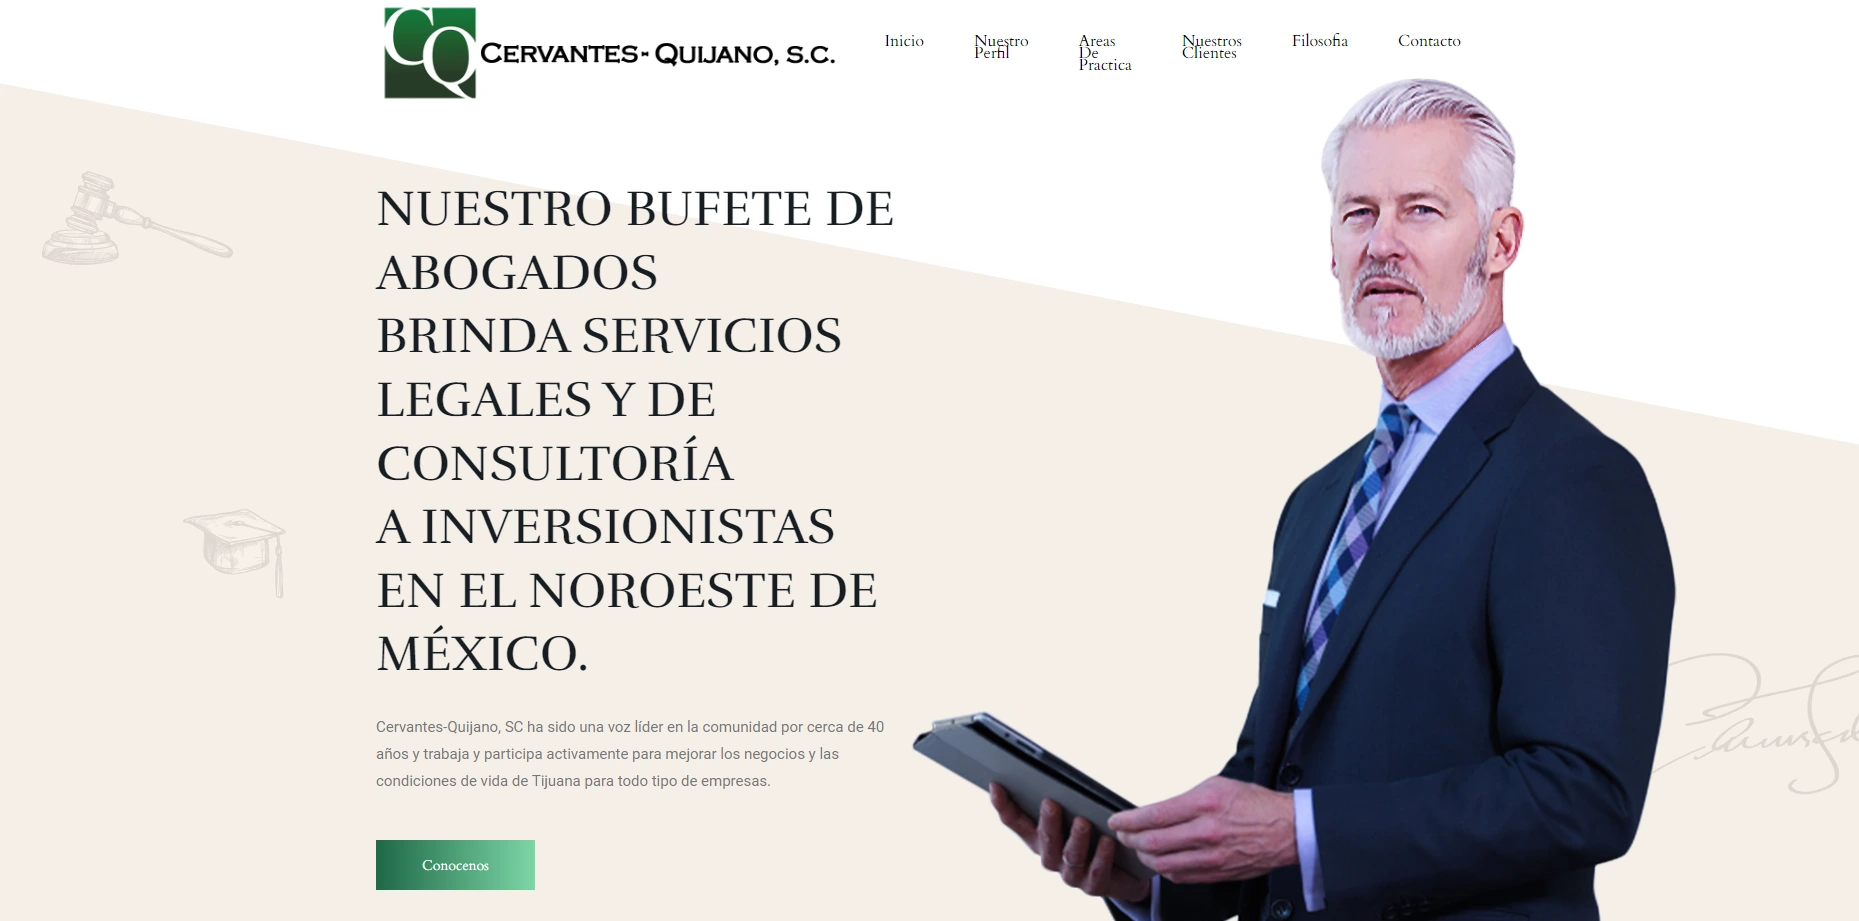 CQ
CERVANTES- QUIJANO, S.C.
Inicio
Nuestro
Perfil
Areas
De
Practica
Nuestros
Clientes
Filosofia
Contacto
NUESTRO BUFETE DE
ABOGADOS
BRINDA SERVICIOS
LEGALES Y DE
CONSULTORÍA
A INVERSIONISTAS
EN EL NOROESTE DE
MÉXICO.
Cervantes-Quijano, SC ha sido una voz líder en la comunidad por cerca de 40
años y trabaja y participa activamente para mejorar los negocios y las
condiciones de vida de Tijuana para todo tipo de empresas.
Conocenos